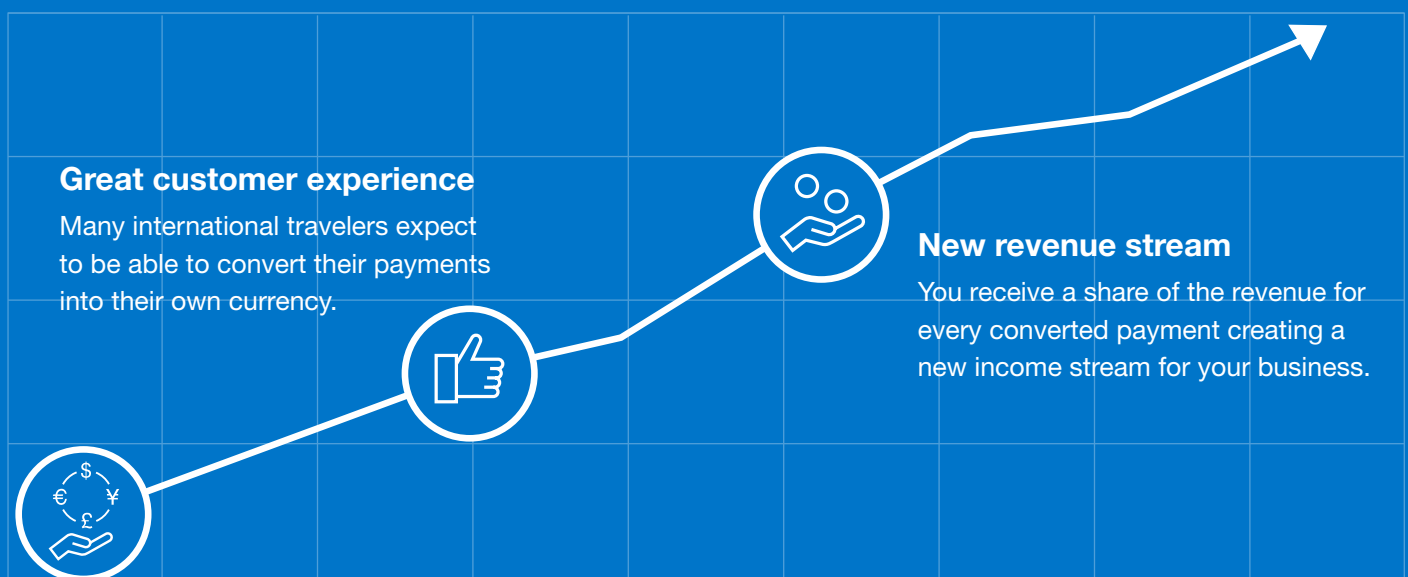 Great customer experience
Many international travelers expect
to be able to convert their payments
into their own currency.
New revenue stream
You receive a share of the revenue for
every converted payment creating a
new income stream for your business.
$
€ ¥
£